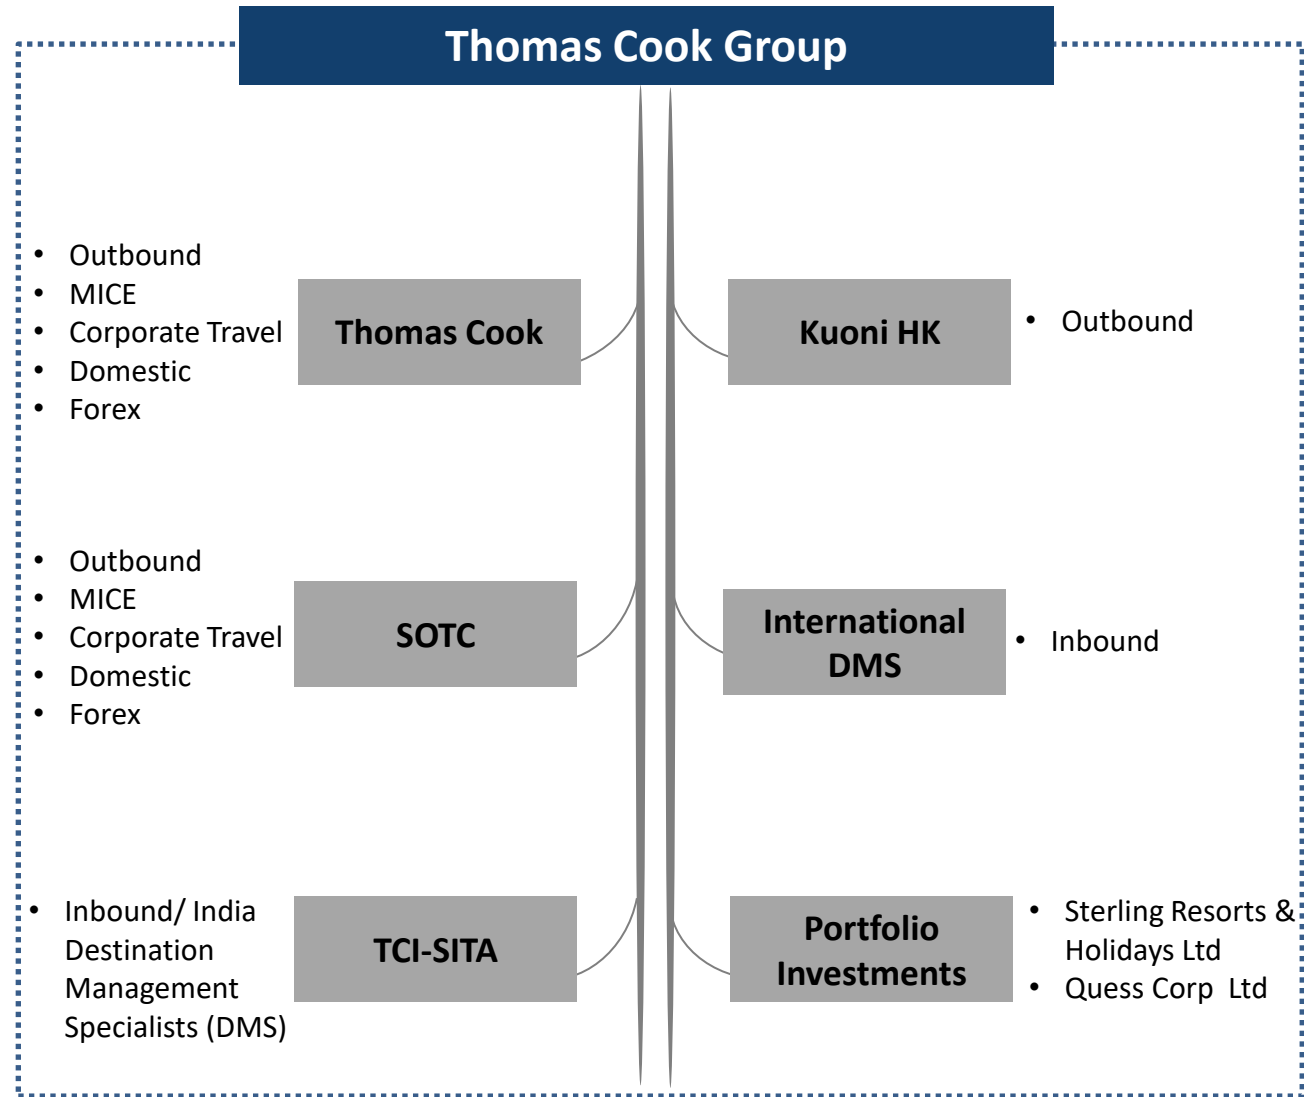 Thomas Cook Group
• Outbound
• MICE
• Corporate Travel
• Domestic
• Forex
Thomas Cook
Kuoni HK
• Outbound
• Outbound
• MICE
• Corporate Travel
• Domestic
• Forex
SOTC
International
DMS
• Inbound
• Inbound/ India
Destination
Management
Specialists (DMS)
TCI-SITA
Portfolio
Investments
• Sterling Resorts &
Holidays Ltd
• Quess Corp  Ltd